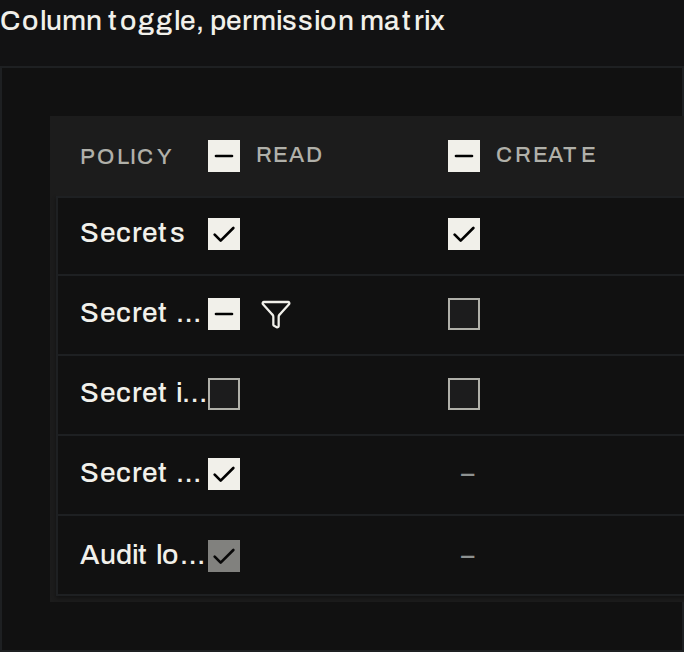 Column toggle, permission matrix
POLICY READ CREATE
Secrets
Secret ...
Secret i...
Secret ... –
Audit lo... –